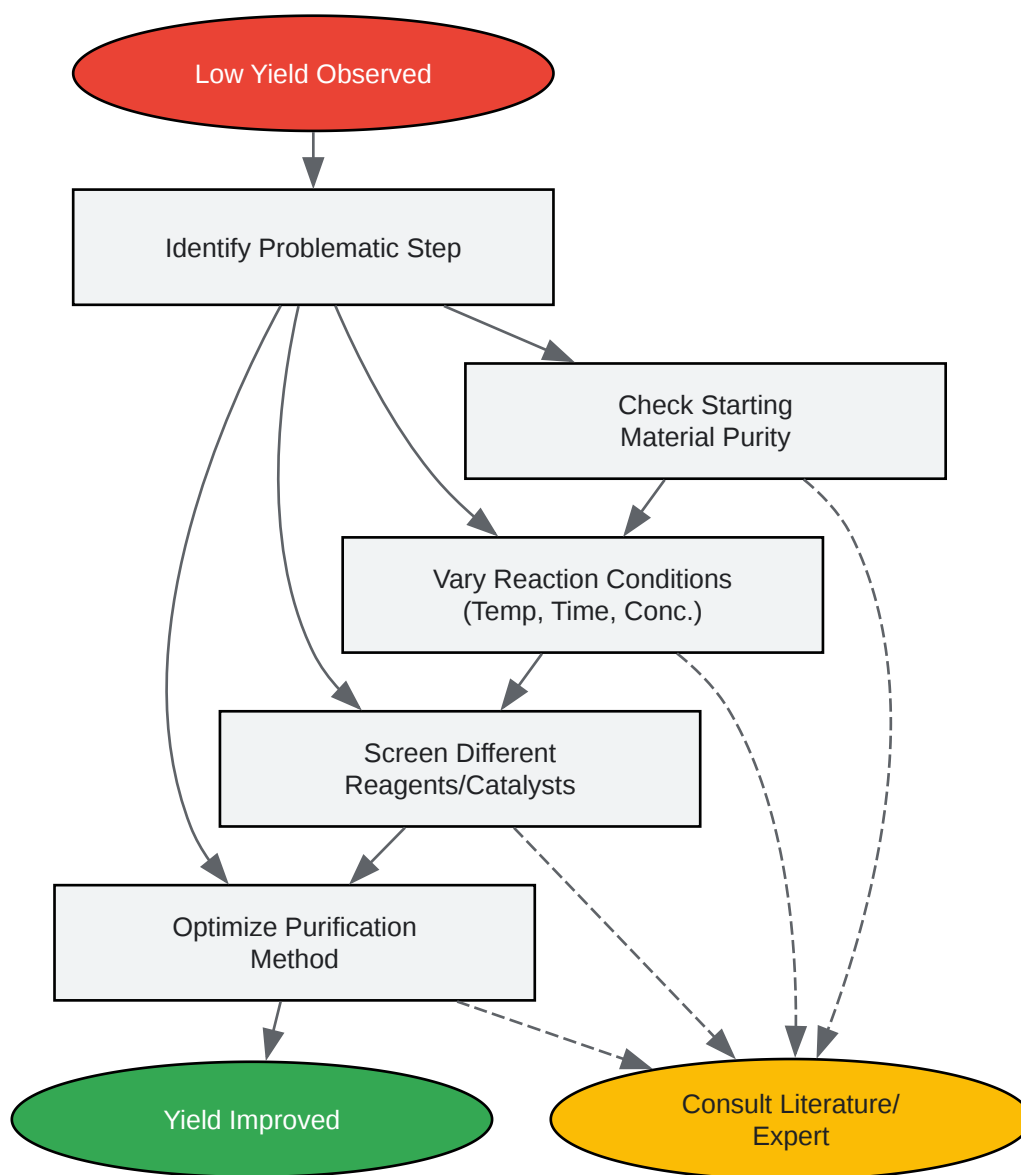 Low Yield Observed
Identify Problematic Step
Check Starting
Material Purity
Vary Reaction Conditions
(Temp, Time, Conc.)
Screen Different
Reagents/Catalysts
Optimize Purification
Method
Yield Improved
Consult Literature/
Expert